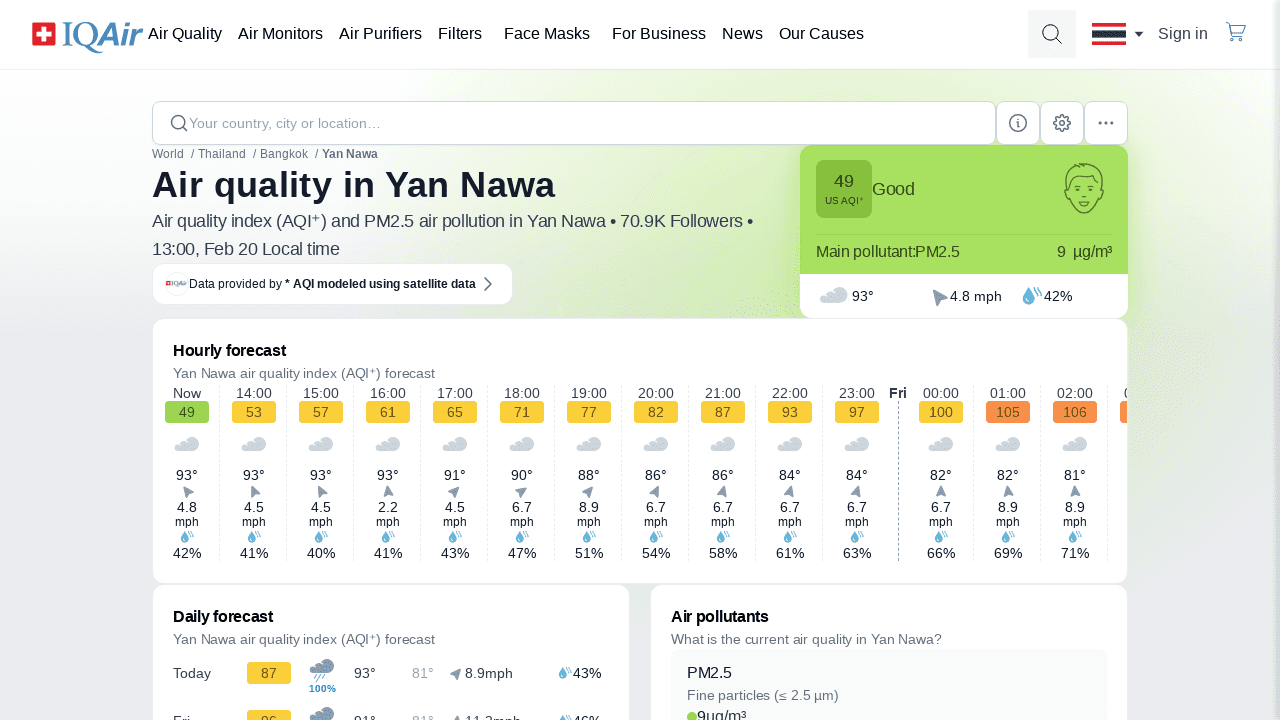 IQAir Air Quality Air Monitors Air Purifiers Filters Face Masks For Business News Our Causes Sign in
Your country, city or location…
World / Thailand / Bangkok / Yan Nawa
Air quality in Yan Nawa
Air quality index (AQI⁺) and PM2.5 air pollution in Yan Nawa • 70.9K Followers •
13:00, Feb 20 Local time
IQAir Data provided by * AQI modeled using satellite data
49
US AQI⁺
Good
Main pollutant: PM2.5 9 µg/m³
93° 4.8 mph 42%
Hourly forecast
Yan Nawa air quality index (AQI⁺) forecast
Now 14:00 15:00 16:00 17:00 18:00 19:00 20:00 21:00 22:00 23:00 Fri 00:00 01:00 02:00
49 53 57 61 65 71 77 82 87 93 97 100 105 106
93° 93° 93° 93° 91° 90° 88° 86° 86° 84° 84° 82° 82° 81°
4.8 4.5 4.5 2.2 4.5 6.7 8.9 6.7 6.7 6.7 6.7 6.7 8.9 8.9
mph mph mph mph mph mph mph mph mph mph mph mph mph mph
42% 41% 40% 41% 43% 47% 51% 54% 58% 61% 63% 66% 69% 71%
Daily forecast
Yan Nawa air quality index (AQI⁺) forecast
Today 87 100% 93° 81° 8.9mph 43%
Fri 96 91° 81° 11.2mph 46%
Air pollutants
What is the current air quality in Yan Nawa?
PM2.5
Fine particles (≤ 2.5 µm)
9µg/m³